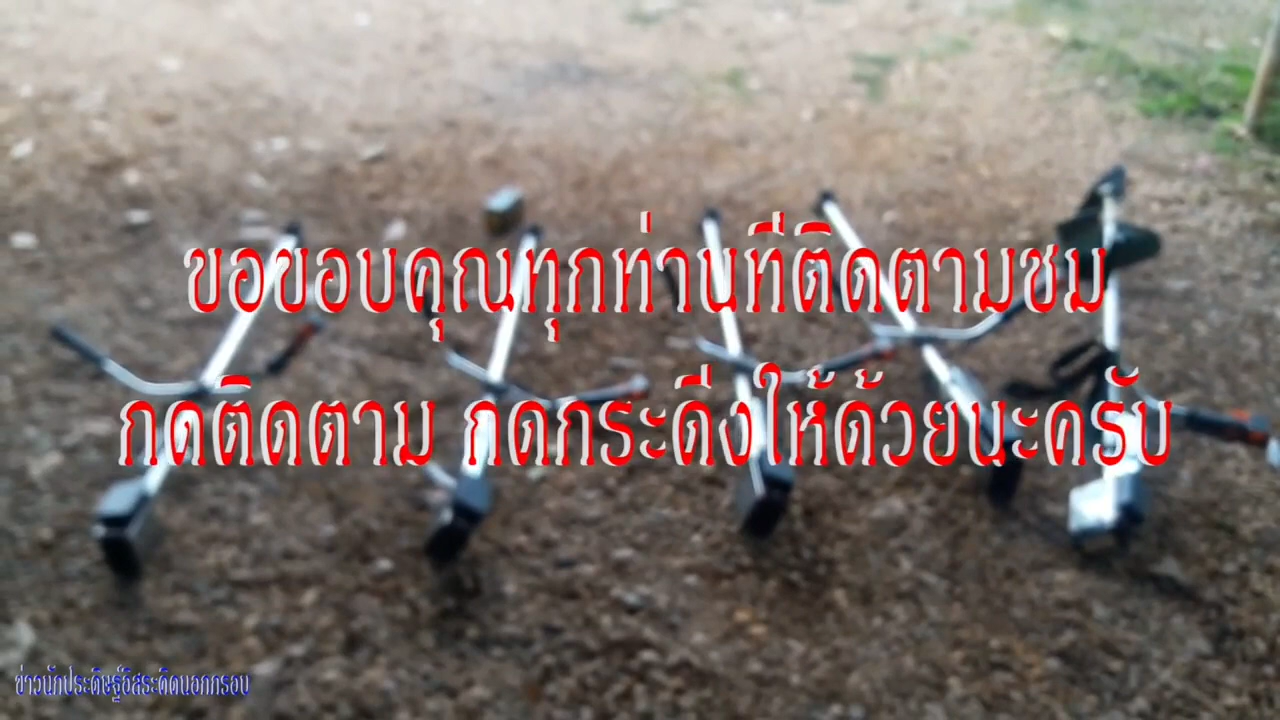 ขอขอบคุณทุกท่านที่ติดตามชม
กดติดตาม กดกระดิ่งให้ด้วยนะครับ
ข่าวนักประดิษฐ์อิสระคิดนอกกรอบ